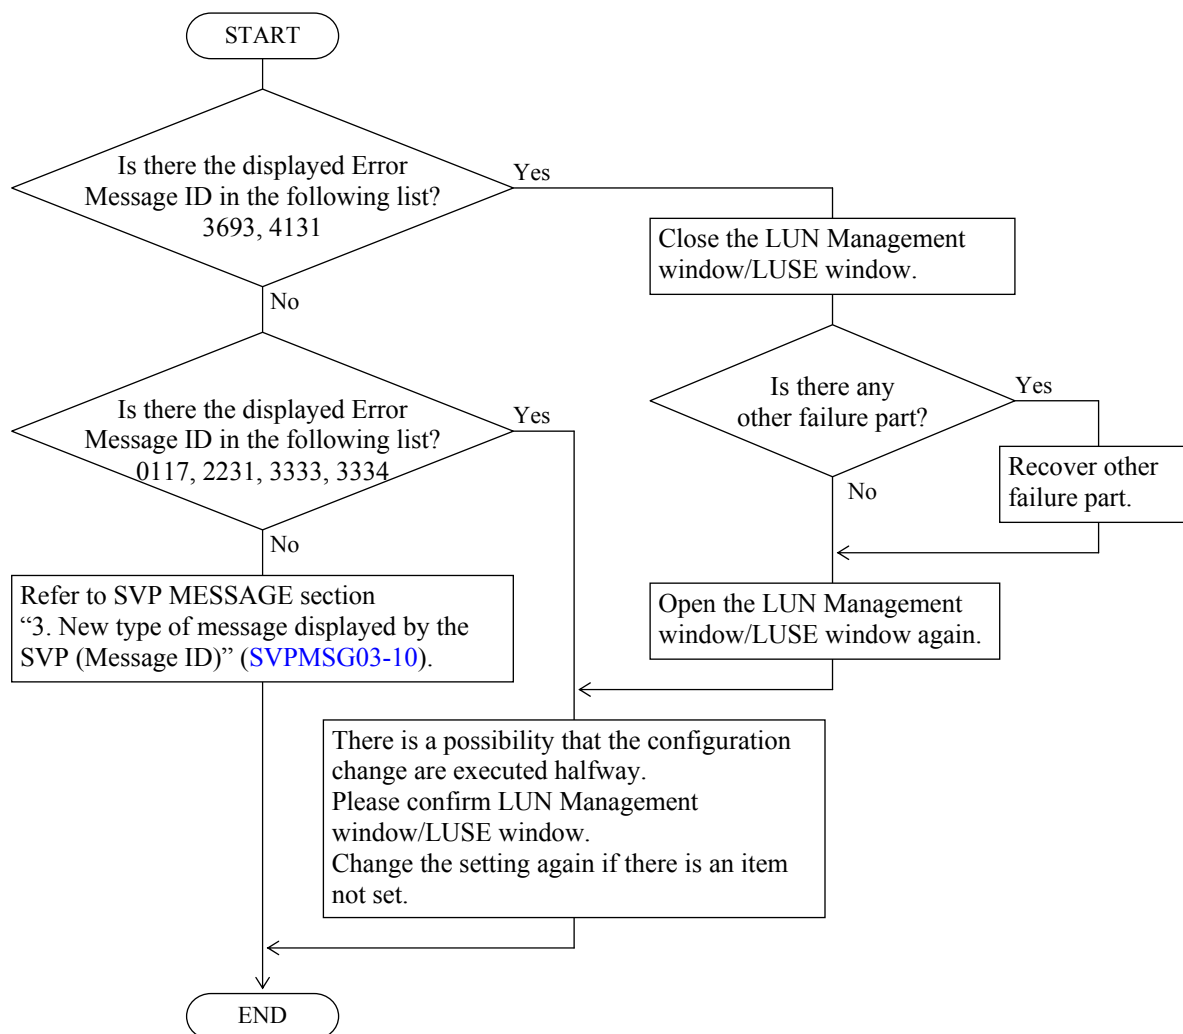 START
Is there the displayed Error
Message ID in the following list?
3693, 4131
Yes
No
Close the LUN Management
window/LUSE window.
Is there any
other failure part?
Yes
No
Recover other
failure part.
Open the LUN Management
window/LUSE window again.
Is there the displayed Error
Message ID in the following list?
0117, 2231, 3333, 3334
Yes
No
Refer to SVP MESSAGE section
“3. New type of message displayed by the
SVP (Message ID)” (SVPMSG03-10).
There is a possibility that the configuration
change are executed halfway.
Please confirm LUN Management
window/LUSE window.
Change the setting again if there is an item
not set.
END